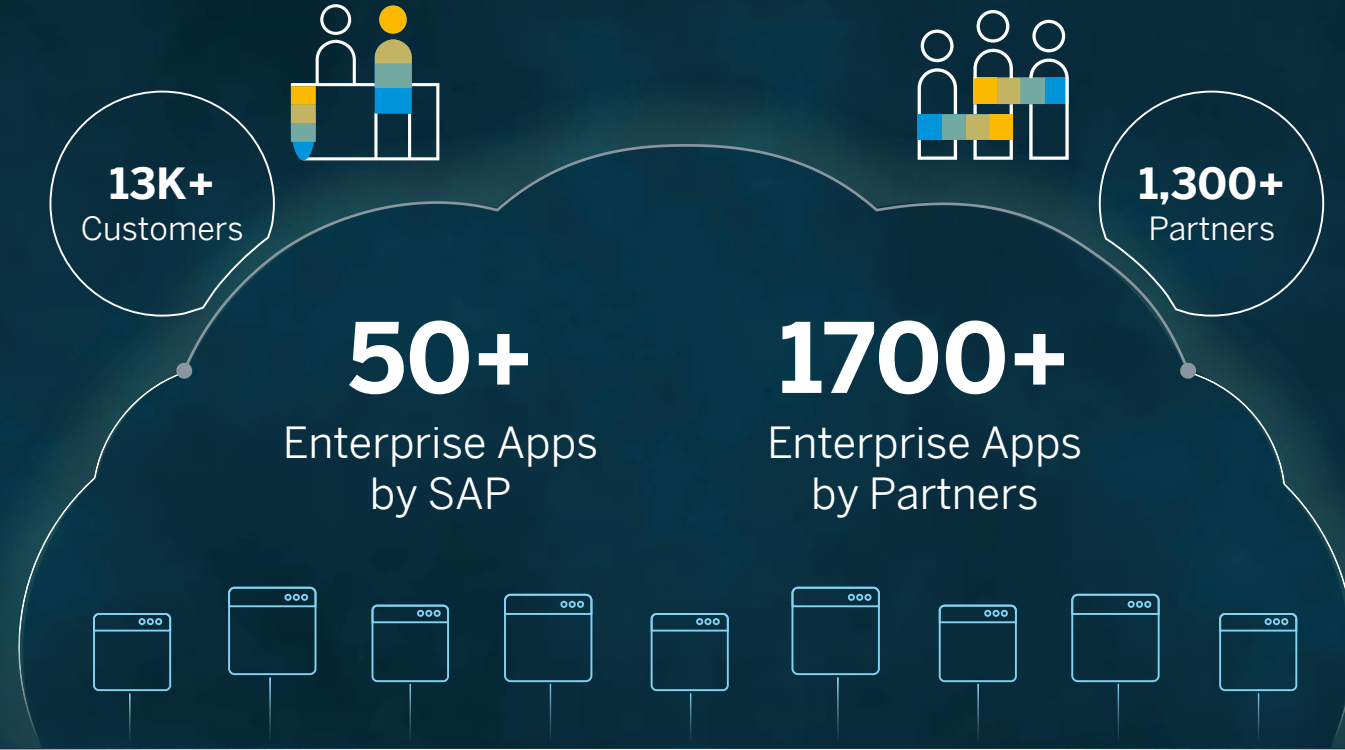 13K+
Customers
1,300+
Partners
50+
Enterprise Apps
by SAP
1700+
Enterprise Apps
by Partners